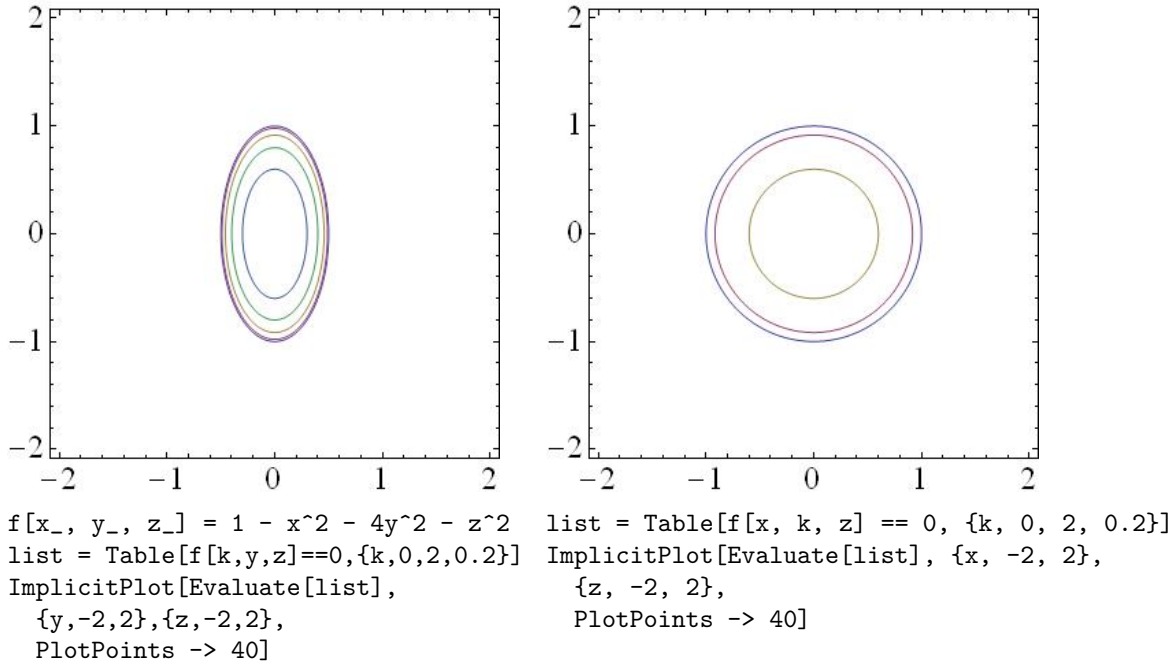 2
1
0
−1
−2
−2 −1 0 1 2
2
1
0
−1
−2
−2 −1 0 1 2
f[x_, y_, z_] = 1 - x^2 - 4y^2 - z^2
list = Table[f[k,y,z]==0,{k,0,2,0.2}]
ImplicitPlot[Evaluate[list],
{y,-2,2},{z,-2,2},
PlotPoints -> 40]
list = Table[f[x, k, z] == 0, {k, 0, 2, 0.2}]
ImplicitPlot[Evaluate[list], {x, -2, 2},
{z, -2, 2},
PlotPoints -> 40]